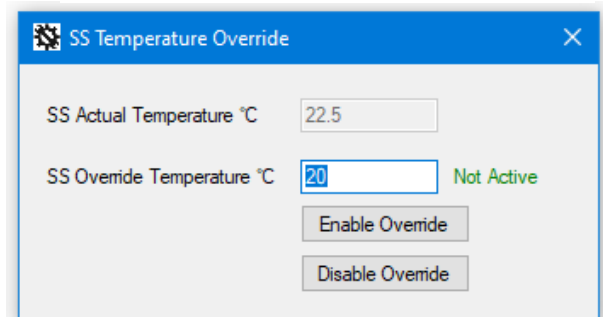 SS Temperature Override
SS Actual Temperature °C 22.5
SS Override Temperature °C 20 Not Active
Enable Override
Disable Override